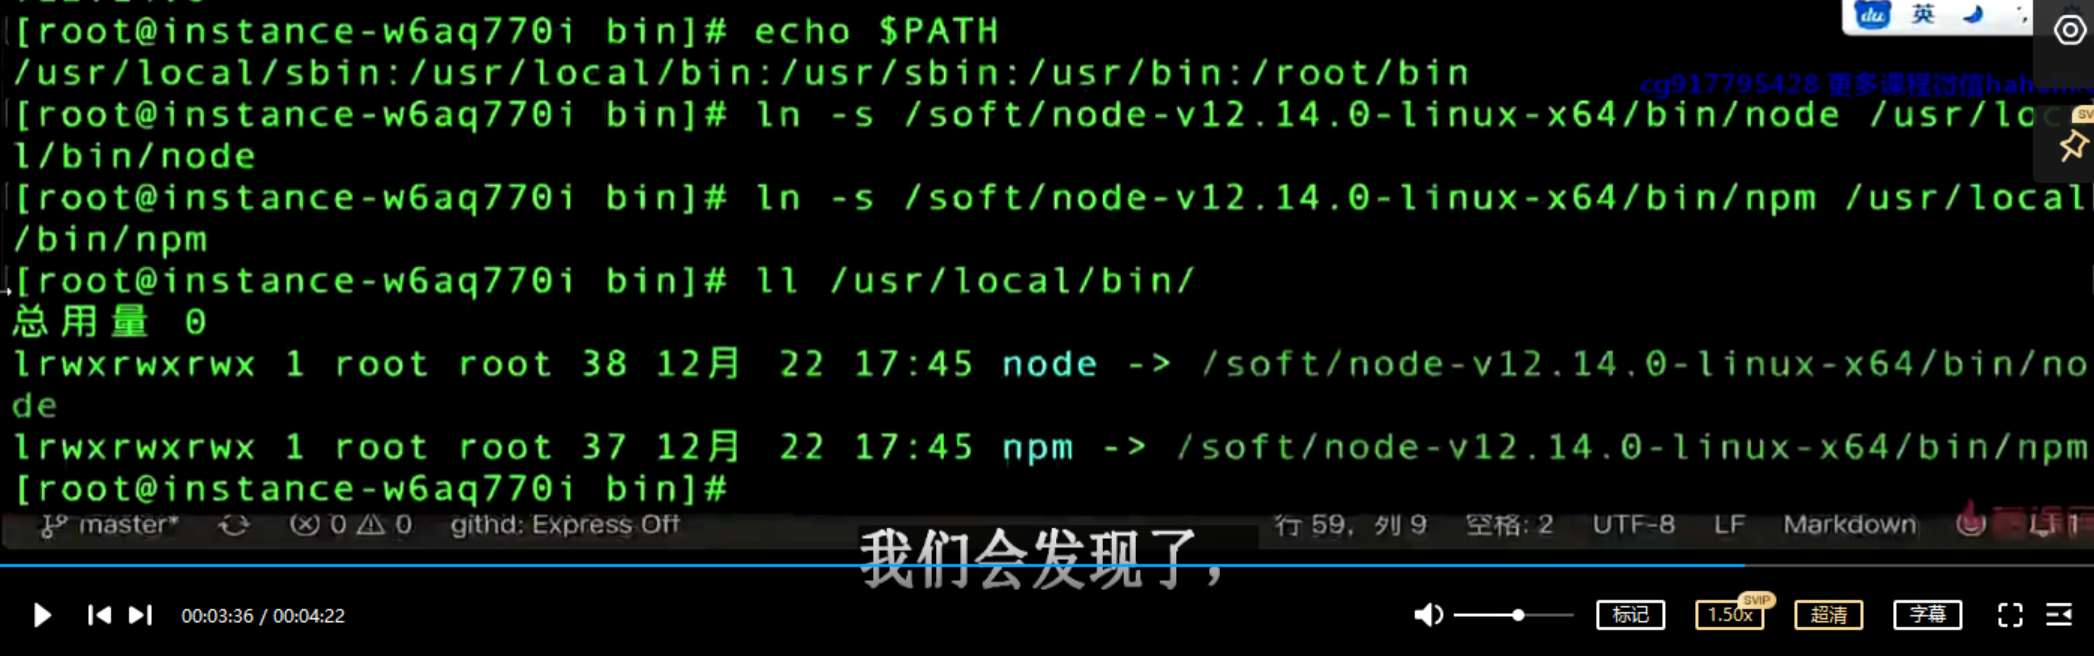 [root@instance-w6aq770i bin]# echo $PATH
英
/usr/local/sbin:/usr/local/bin:/usr/sbin:/usr/bin:/root/bin
cg917795428 更多课程微信
[root@instance-w6aq770i bin]# ln -s /soft/node-v12.14.0-linux-x64/bin/node /usr/loc
l/bin/node
[root@instance-w6aq770i bin]# ln -s /soft/node-v12.14.0-linux-x64/bin/npm /usr/local
/bin/npm
[root@instance-w6aq770i bin]# ll /usr/local/bin/
总用量 0
lrwxrwxrwx 1 root root 38 12月 22 17:45 node -> /soft/node-v12.14.0-linux-x64/bin/no
de
lrwxrwxrwx 1 root root 37 12月 22 17:45 npm -> /soft/node-v12.14.0-linux-x64/bin/npm
[root@instance-w6aq770i bin]#
master* 0 0 githd: Express Off 行 59, 列 9 空格: 2 UTF-8 LF Markdown 1
我们会发现了，
00:03:36 / 00:04:22 标记 1.50x SVIP 超清 字幕